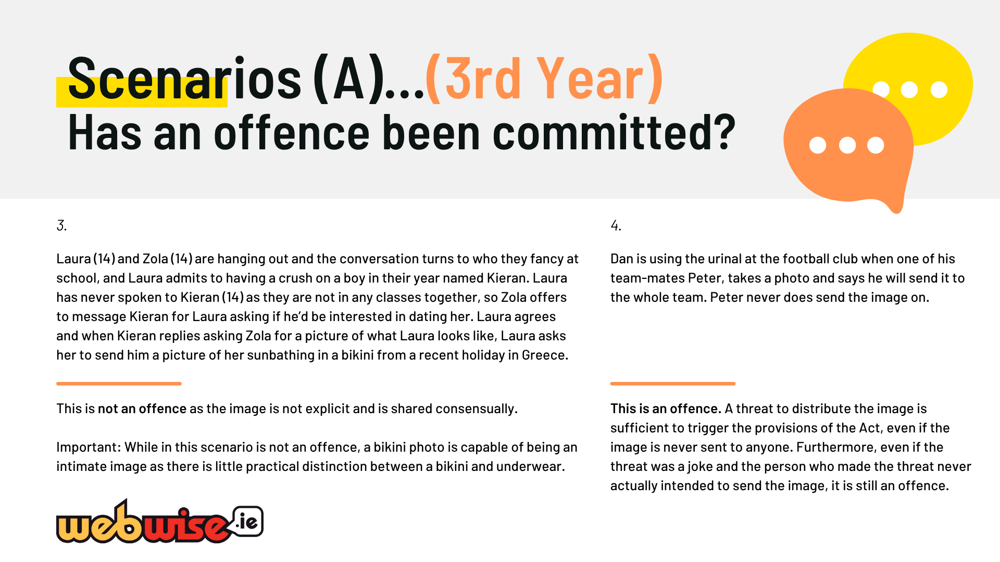 Scenarios (A)...(3rd Year)
Has an offence been committed?
3.
Laura (14) and Zola (14) are hanging out and the conversation turns to who they fancy at
school, and Laura admits to having a crush on a boy in their year named Kieran. Laura
has never spoken to Kieran (14) as they are not in any classes together, so Zola offers
to message Kieran for Laura asking if he’d be interested in dating her. Laura agrees
and when Kieran replies asking Zola for a picture of what Laura looks like, Laura asks
her to send him a picture of her sunbathing in a bikini from a recent holiday in Greece.
This is not an offence as the image is not explicit and is shared consensually.
Important: While in this scenario is not an offence, a bikini photo is capable of being an
intimate image as there is little practical distinction between a bikini and underwear.
4.
Dan is using the urinal at the football club when one of his
team-mates Peter, takes a photo and says he will send it to
the whole team. Peter never does send the image on.
This is an offence. A threat to distribute the image is
sufficient to trigger the provisions of the Act, even if the
image is never sent to anyone. Furthermore, even if the
threat was a joke and the person who made the threat never
actually intended to send the image, it is still an offence.
webwise.ie